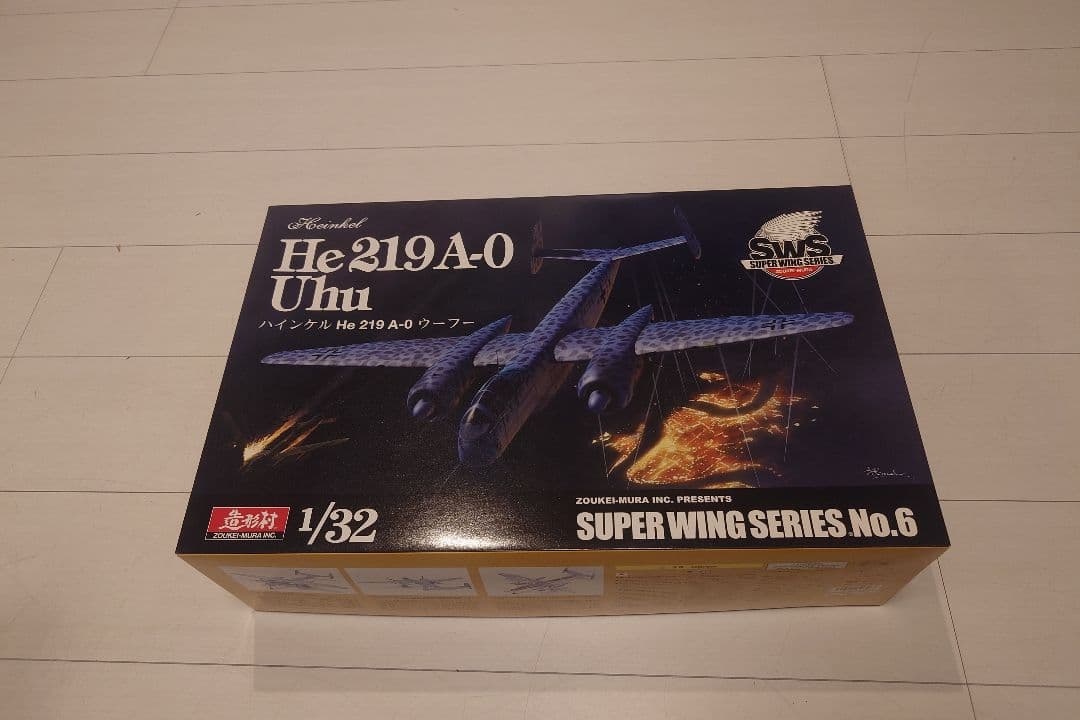 Heinkel
He 219 A-0
Uhu
ハインケル He 219 A-0 ウーフー
SWS
SUPER WING SERIES
ZOUKEI-MURA
造形村
ZOUKEI-MURA INC.
1/32
ZOUKEI-MURA INC. PRESENTS
SUPER WING SERIES.No.6